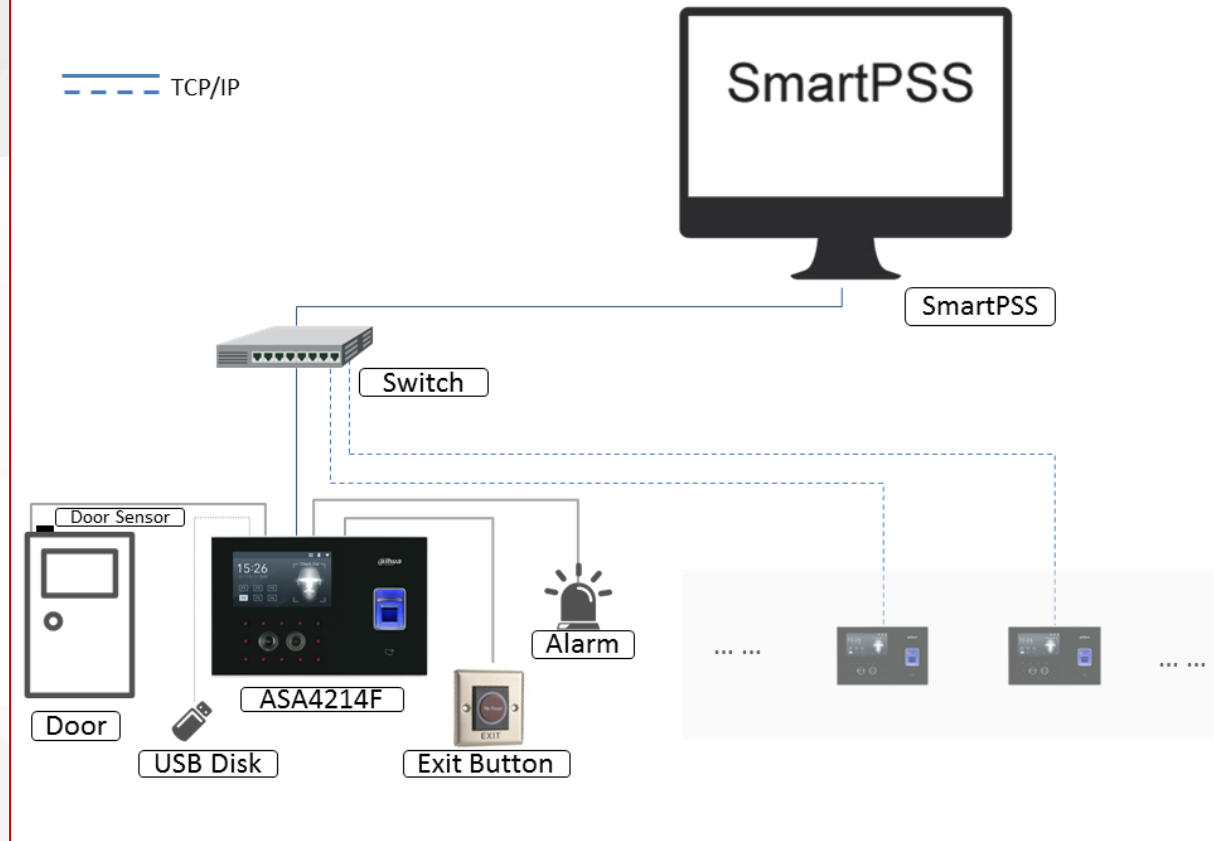 SmartPSS
TCP/IP
SmartPSS
Switch
Door Sensor
15:26
alhua
Alarm
ASA4214F
EXIT
Door
USB Disk
Exit Button
... ...
... ...